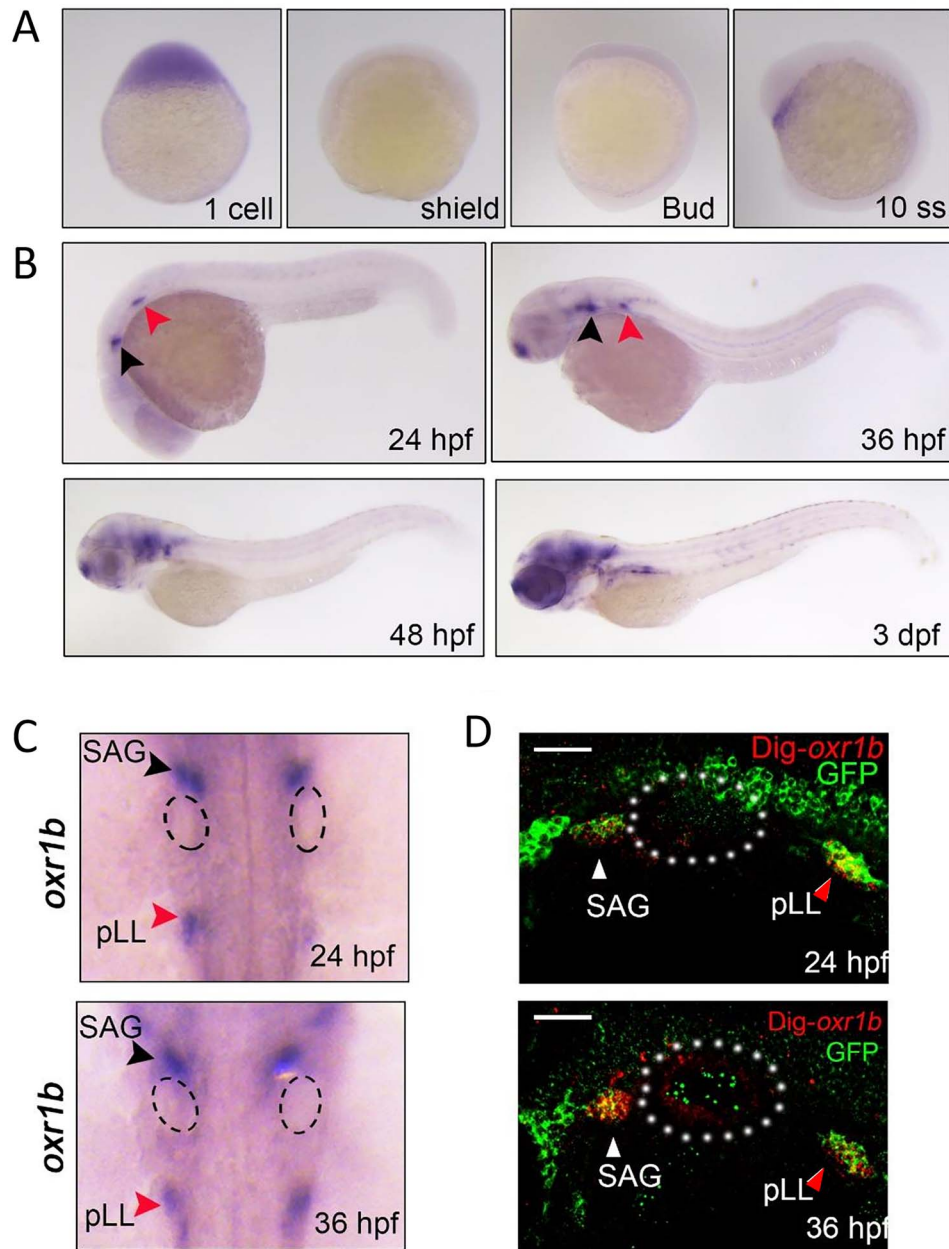 A
1 cell
shield
Bud
10 ss
B
24 hpf
36 hpf
48 hpf
3 dpf
C
SAG
oxr1b
pLL
24 hpf
SAG
oxr1b
pLL
36 hpf
D
Dig-oxr1b
GFP
SAG
pLL
24 hpf
Dig-oxr1b
GFP
SAG
pLL
36 hpf